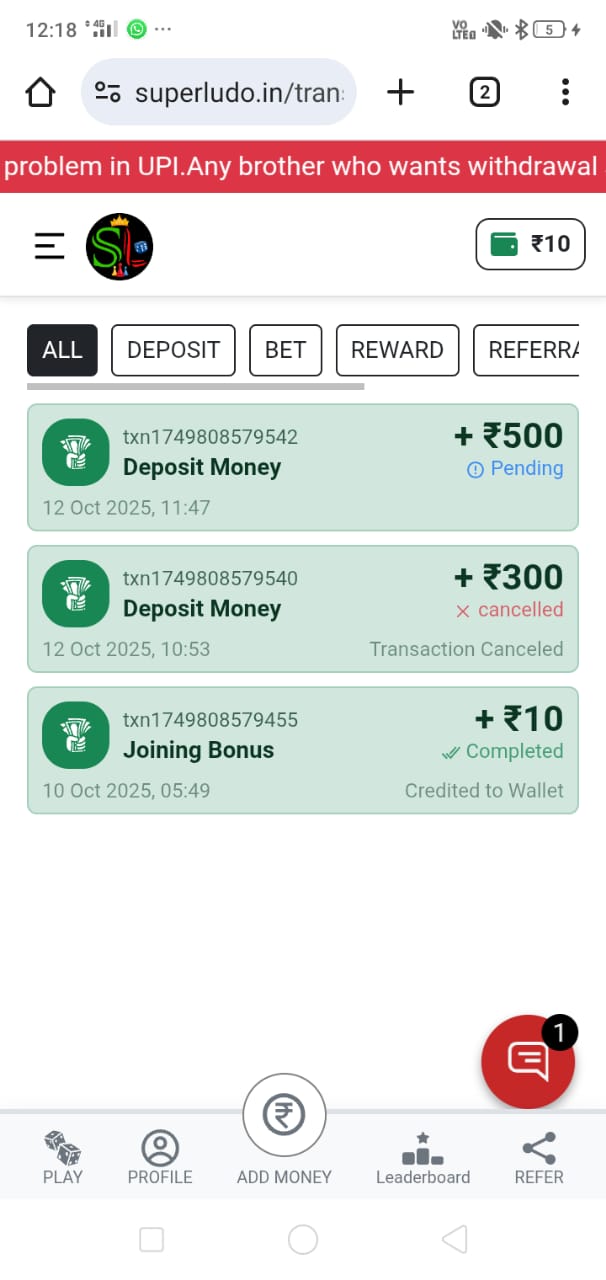 12:18 4G ... VO LTE 5
superludo.in/tran
2
problem in UPI.Any brother who wants withdrawal
SL ₹10
ALL DEPOSIT BET REWARD REFERRA
txn1749808579542 + ₹500
Deposit Money Pending
12 Oct 2025, 11:47
txn1749808579540 + ₹300
Deposit Money × cancelled
12 Oct 2025, 10:53 Transaction Canceled
txn1749808579455 + ₹10
Joining Bonus Completed
10 Oct 2025, 05:49 Credited to Wallet
1
₹
PLAY PROFILE ADD MONEY Leaderboard REFER